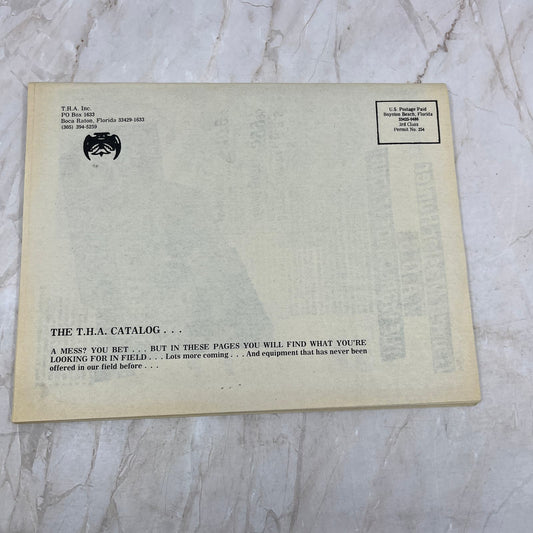 T.H.A. Inc.
PO Box 1633
Boca Raton, Florida 33429-1633
(305) 394-5259
U.S. Postage Paid
Boynton Beach, Florida
33425-9486
3rd Class
Permit No. 254
THE T.H.A. CATALOG . . .
A MESS? YOU BET . . . BUT IN THESE PAGES YOU WILL FIND WHAT YOU'RE
LOOKING FOR IN FIELD . . . Lots more coming . . . And equipment that has never been
offered in our field before . . .